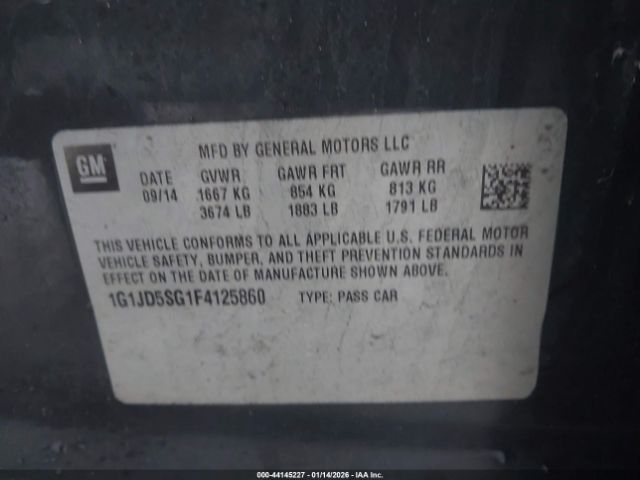 GM
MFD BY GENERAL MOTORS LLC
DATE GVWR GAWR FRT GAWR RR
09/14 1667 KG 854 KG 813 KG
3674 LB 1883 LB 1791 LB
THIS VEHICLE CONFORMS TO ALL APPLICABLE U.S. FEDERAL MOTOR
VEHICLE SAFETY, BUMPER, AND THEFT PREVENTION STANDARDS IN
EFFECT ON THE DATE OF MANUFACTURE SHOWN ABOVE.
1G1JD5SG1F4125860 TYPE: PASS CAR
000-44145227 - 01/14/2026 - IAA Inc.